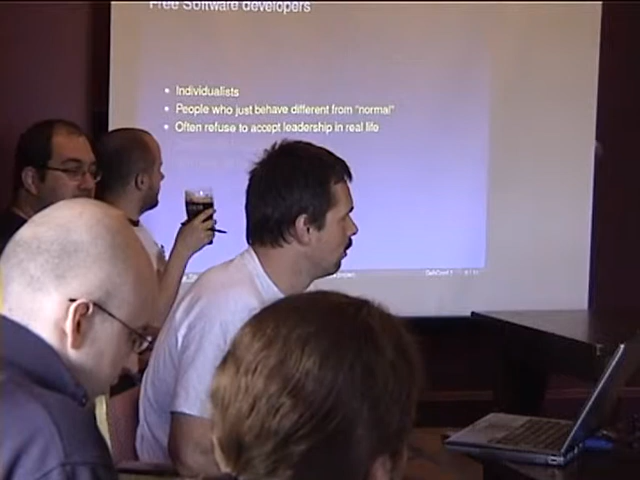 Free Software developers
• Individualists
• People who just behave different from "normal"
• Often refuse to accept leadership in real life